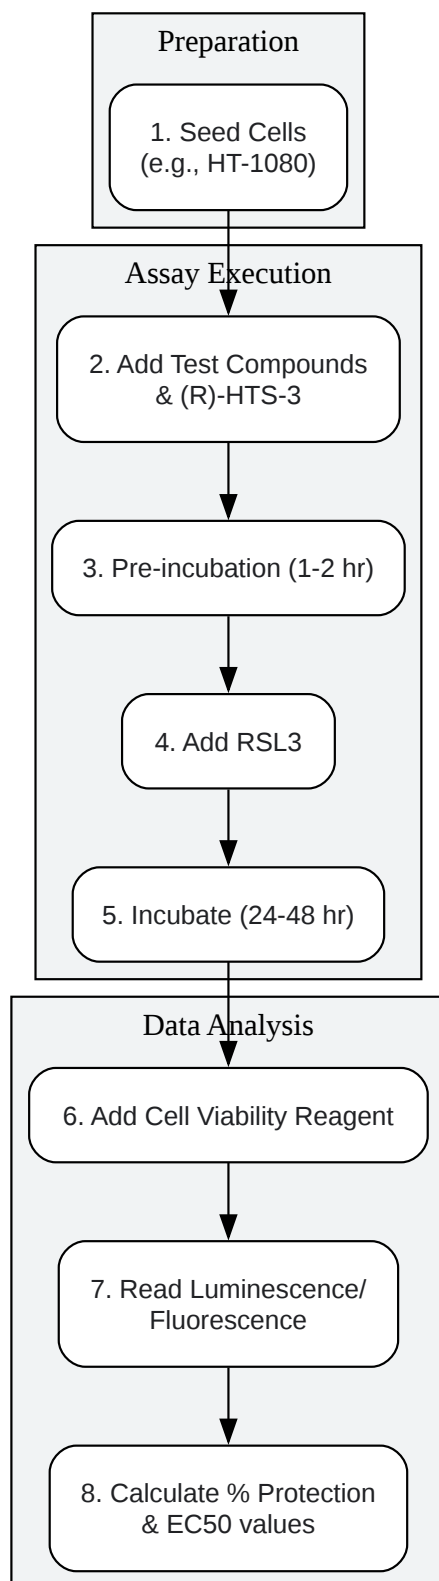 Preparation
1. Seed Cells
(e.g., HT-1080)
Assay Execution
2. Add Test Compounds
& (R)-HTS-3
3. Pre-incubation (1-2 hr)
4. Add RSL3
5. Incubate (24-48 hr)
Data Analysis
6. Add Cell Viability Reagent
7. Read Luminescence/
Fluorescence
8. Calculate % Protection
& EC50 values